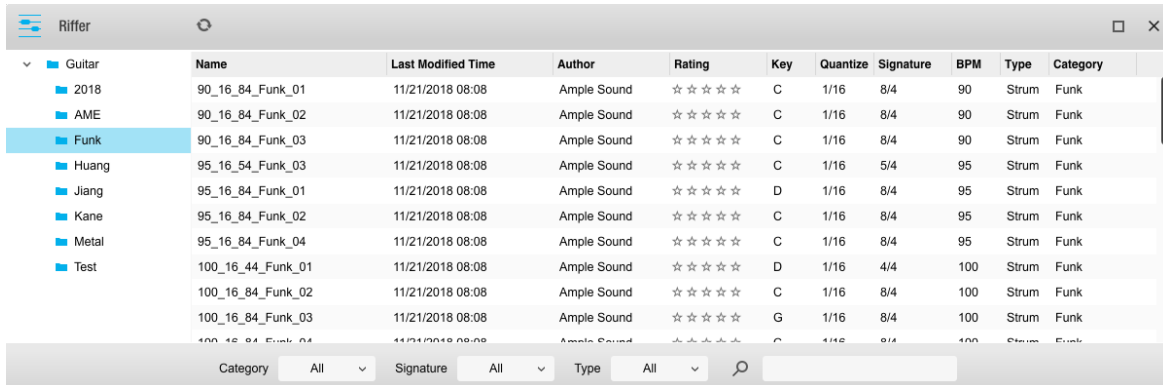 Riffer
Guitar
2018
AME
Funk
Huang
Jiang
Kane
Metal
Test
Name Last Modified Time Author Rating Key Quantize Signature BPM Type Category
90_16_84_Funk_01 11/21/2018 08:08 Ample Sound ☆☆☆☆☆ C 1/16 8/4 90 Strum Funk
90_16_84_Funk_02 11/21/2018 08:08 Ample Sound ☆☆☆☆☆ C 1/16 8/4 90 Strum Funk
90_16_84_Funk_03 11/21/2018 08:08 Ample Sound ☆☆☆☆☆ C 1/16 8/4 90 Strum Funk
95_16_54_Funk_03 11/21/2018 08:08 Ample Sound ☆☆☆☆☆ C 1/16 5/4 95 Strum Funk
95_16_84_Funk_01 11/21/2018 08:08 Ample Sound ☆☆☆☆☆ D 1/16 8/4 95 Strum Funk
95_16_84_Funk_02 11/21/2018 08:08 Ample Sound ☆☆☆☆☆ C 1/16 8/4 95 Strum Funk
95_16_84_Funk_04 11/21/2018 08:08 Ample Sound ☆☆☆☆☆ C 1/16 8/4 95 Strum Funk
100_16_44_Funk_01 11/21/2018 08:08 Ample Sound ☆☆☆☆☆ D 1/16 4/4 100 Strum Funk
100_16_84_Funk_02 11/21/2018 08:08 Ample Sound ☆☆☆☆☆ C 1/16 8/4 100 Strum Funk
100_16_84_Funk_03 11/21/2018 08:08 Ample Sound ☆☆☆☆☆ G 1/16 8/4 100 Strum Funk
Category All Signature All Type All